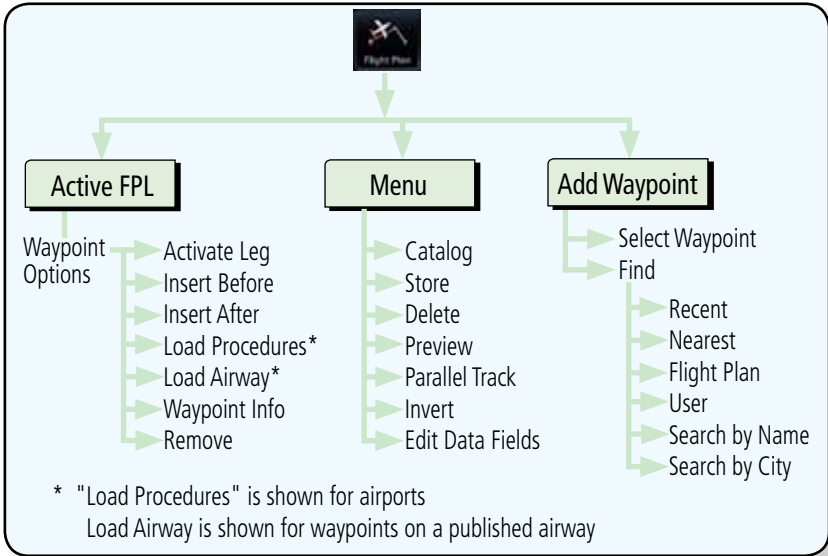 Flight Plan
Active FPL
Menu
Add Waypoint
Waypoint
Options
Activate Leg
Insert Before
Insert After
Load Procedures*
Load Airway*
Waypoint Info
Remove
Catalog
Store
Delete
Preview
Parallel Track
Invert
Edit Data Fields
Select Waypoint
Find
Recent
Nearest
Flight Plan
User
Search by Name
Search by City
* "Load Procedures" is shown for airports
Load Airway is shown for waypoints on a published airway